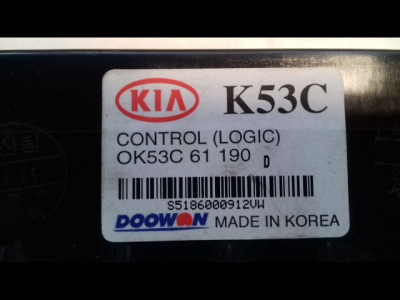 KIA K53C
CONTROL (LOGIC)
OK53C 61 190 D
S5186000912VW
DOOWON MADE IN KOREA